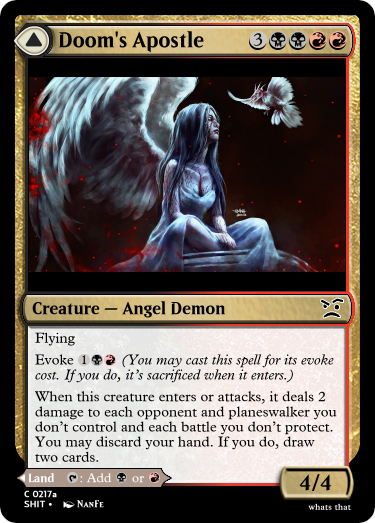 Doom's Apostle 3
Creature — Angel Demon
Flying
Evoke 1 (You may cast this spell for its evoke
cost. If you do, it's sacrificed when it enters.)
When this creature enters or attacks, it deals 2
damage to each opponent and planeswalker you
don't control and each battle you don't protect.
You may discard your hand. If you do, draw
two cards.
Land : Add or
4/4
C 0217a
SHIT • NanFe
whats that